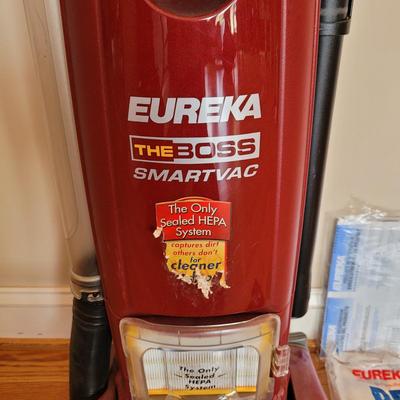 EUREKA
THE BOSS
SMARTVAC
The Only
Sealed HEPA
System
captures dirt
others don't
for
cleaner
The Only
Sealed
HEPA
System
EUREKA